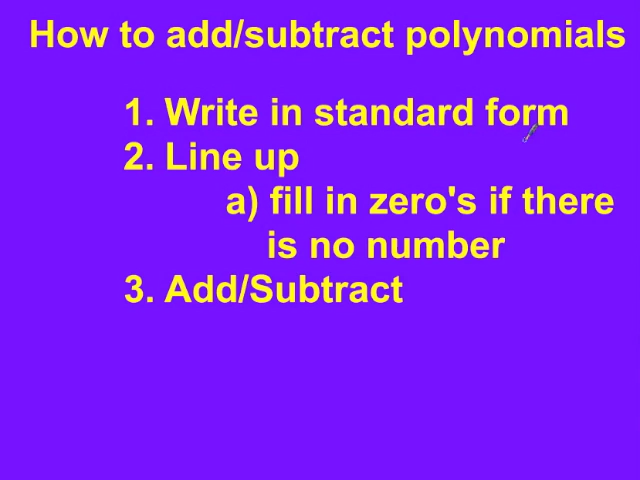 How to add/subtract polynomials
1. Write in standard form
2. Line up
a) fill in zero's if there
is no number
3. Add/Subtract